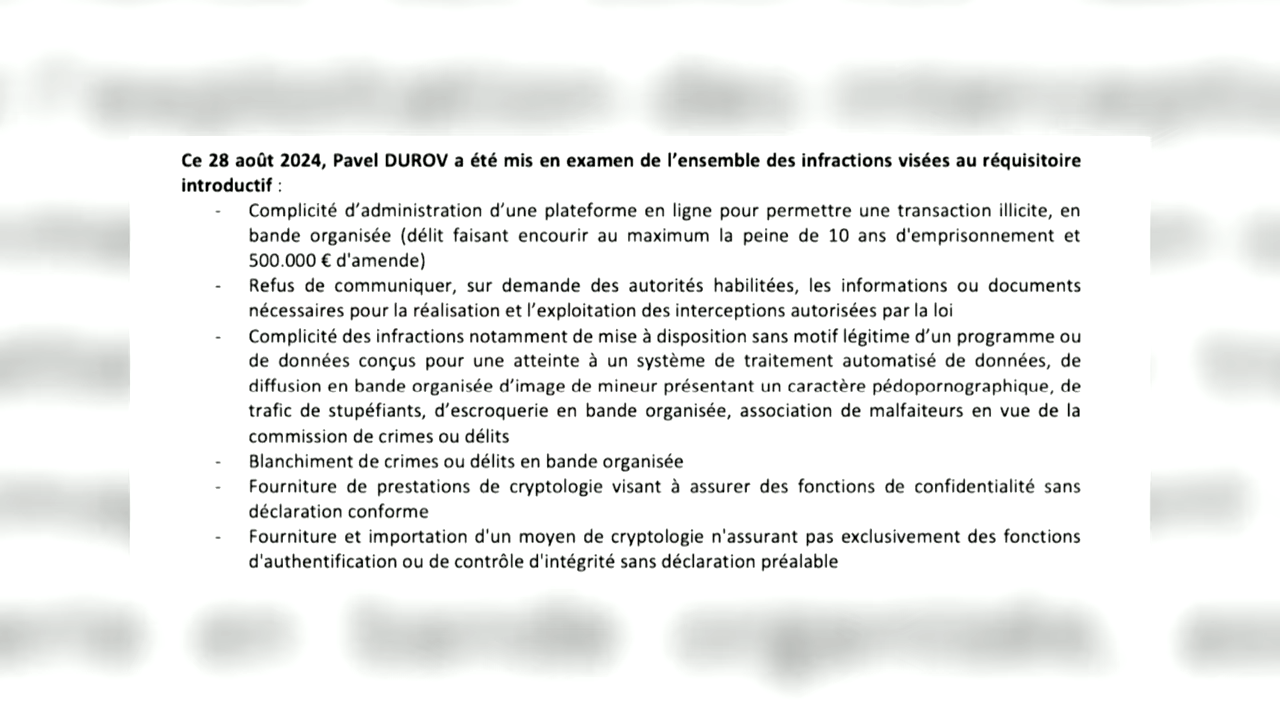 Ce 28 août 2024, Pavel DUROV a été mis en examen de l'ensemble des infractions visées au réquisitoire
introductif :
- Complicité d'administration d'une plateforme en ligne pour permettre une transaction illicite, en
bande organisée (délit faisant encourir au maximum la peine de 10 ans d'emprisonnement et
500.000 € d'amende)
- Refus de communiquer, sur demande des autorités habilitées, les informations ou documents
nécessaires pour la réalisation et l'exploitation des interceptions autorisées par la loi
- Complicité des infractions notamment de mise à disposition sans motif légitime d'un programme ou
de données conçus pour une atteinte à un système de traitement automatisé de données, de
diffusion en bande organisée d'image de mineur présentant un caractère pédopornographique, de
trafic de stupéfiants, d'escroquerie en bande organisée, association de malfaiteurs en vue de la
commission de crimes ou délits
- Blanchiment de crimes ou délits en bande organisée
- Fourniture de prestations de cryptologie visant à assurer des fonctions de confidentialité sans
déclaration conforme
- Fourniture et importation d'un moyen de cryptologie n'assurant pas exclusivement des fonctions
d'authentification ou de contrôle d'intégrité sans déclaration préalable